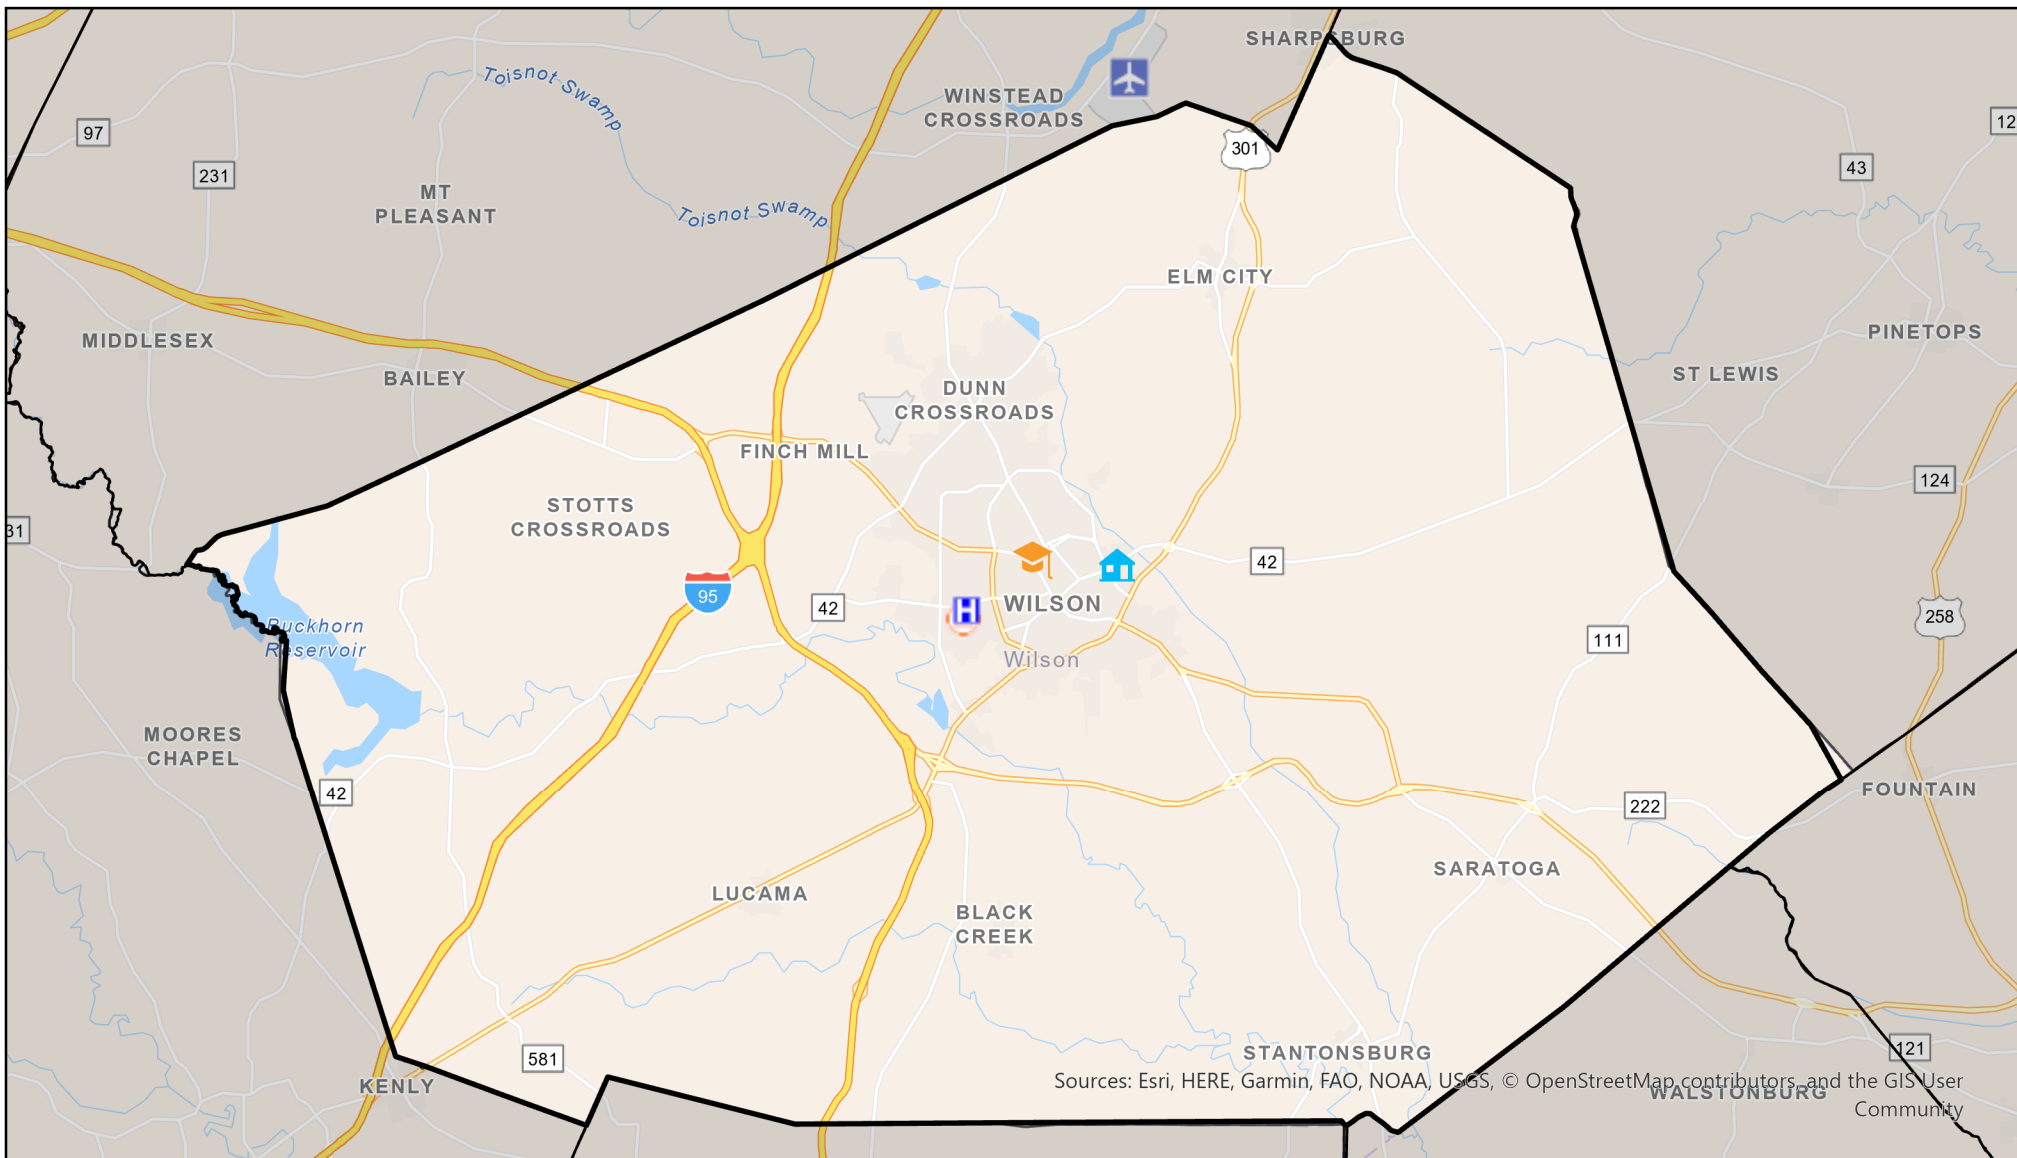 SHARPSBURG
Toisnot Swamp
WINSTEAD
CROSSROADS
97
12
301
43
231
MT
PLEASANT
Toisnot Swamp
ELM CITY
MIDDLESEX
PINETOPS
BAILEY
ST LEWIS
DUNN
CROSSROADS
FINCH MILL
124
STOTTS
CROSSROADS
31
42
95
42
WILSON
H
258
Buckhorn
Reservoir
111
Wilson
MOORES
CHAPEL
42
222
FOUNTAIN
SARATOGA
LUCAMA
BLACK
CREEK
121
581
STANTONSBURG
KENLY
WALSTONBURG
Sources: Esri, HERE, Garmin, FAO, NOAA, USGS, © OpenStreetMap contributors, and the GIS User
Community